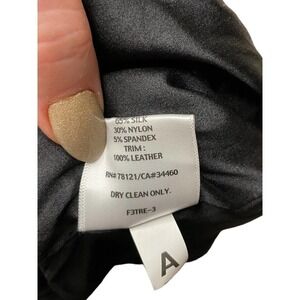 65% SILK
30% NYLON
5% SPANDEX
TRIM:
100% LEATHER
RN#78121/CA#34460
DRY CLEAN ONLY.
F3TRE-3
A